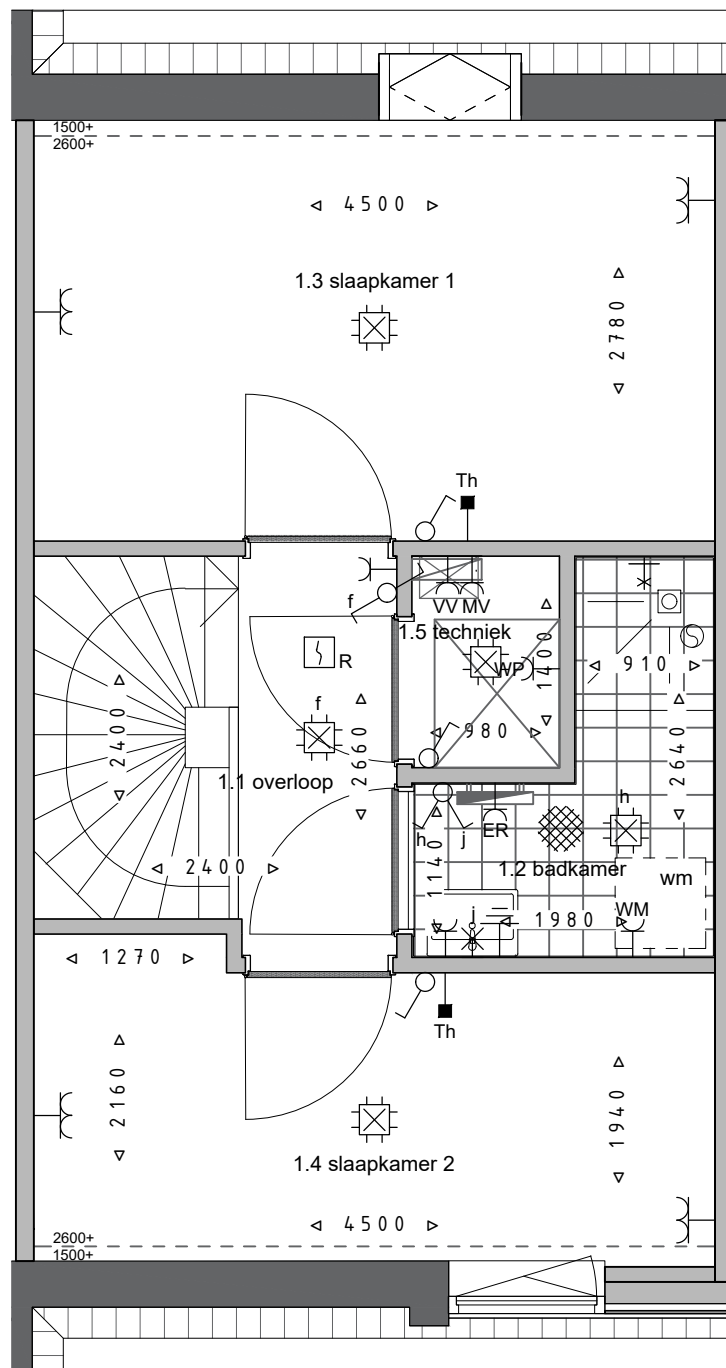 1500+
2600+
4500
1.3 slaapkamer 1
2780
Th
f
VV MV
1.5 techniek
R
WP
1400
910
f
2400
2660
980
2640
1.1 overloop
h
j
ER
h
1140
2400
1.2 badkamer
wm
j
1980
WM
1270
Th
2160
1940
1.4 slaapkamer 2
4500
2600+
1500+